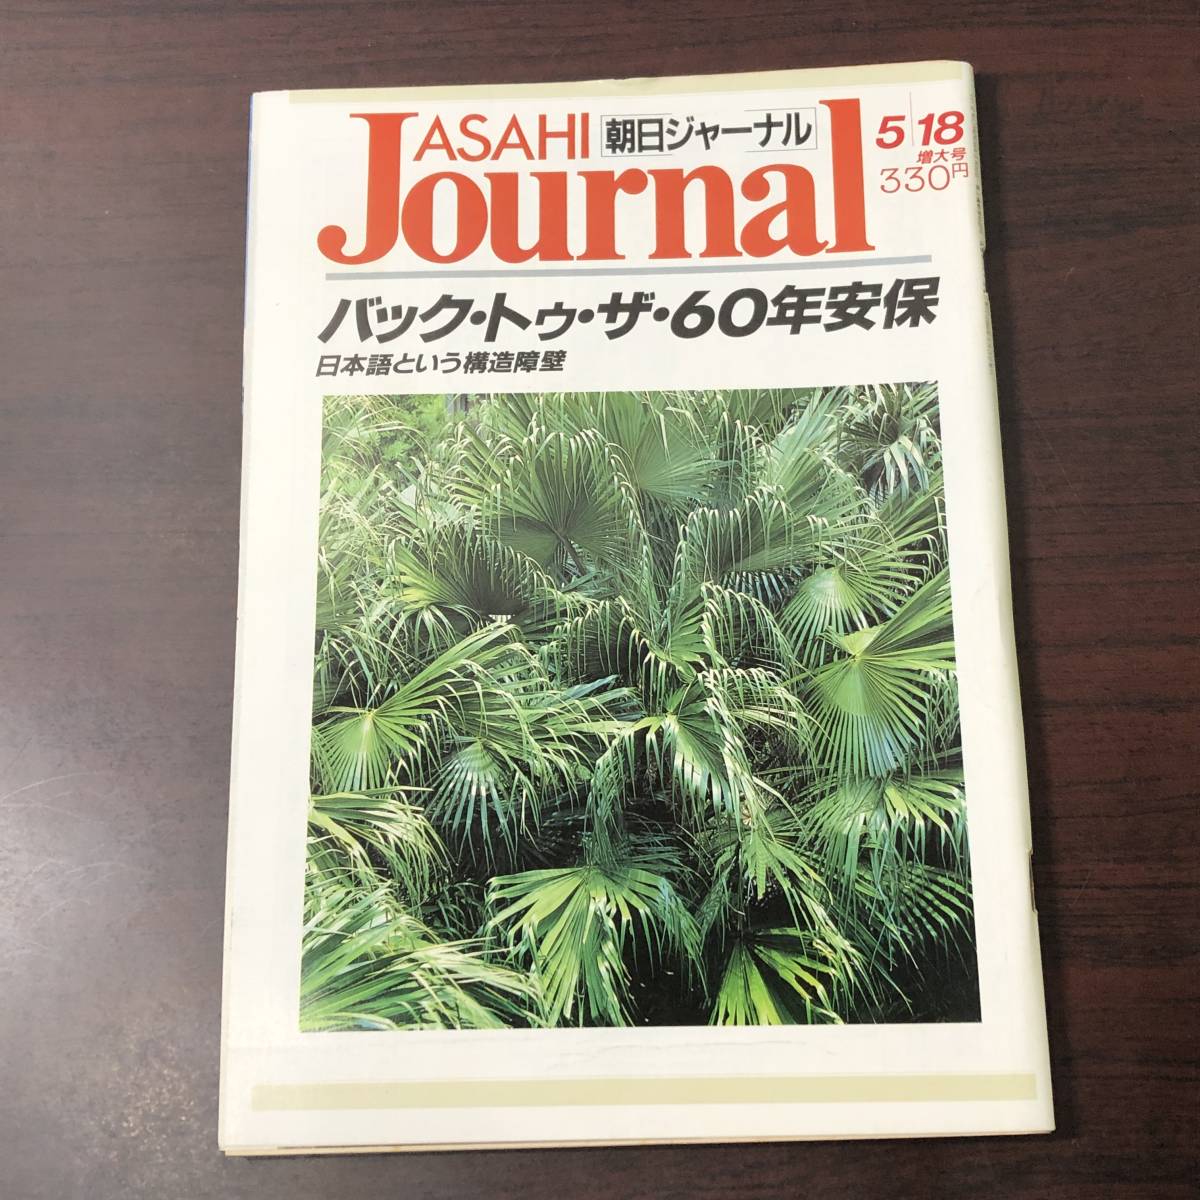 ASAHI 朝日ジャーナル
Journal
5|18
増大号
330円
バック・トゥ・ザ・60年安保
日本語という構造障壁